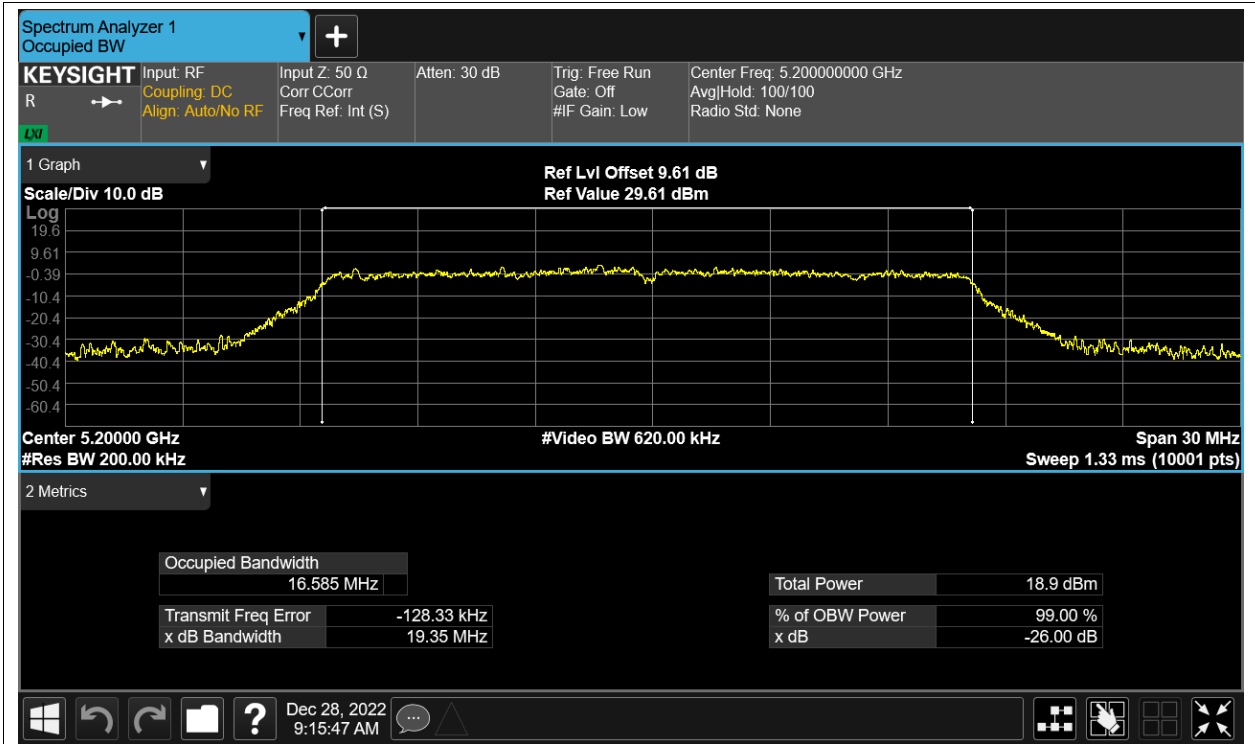 Spectrum Analyzer 1
Occupied BW
KEYSIGHT
R
LXI
Input: RF
Coupling: DC
Align: Auto/No RF
Input Z: 50 Ω
Corr CCorr
Freq Ref: Int (S)
Atten: 30 dB
Trig: Free Run
Gate: Off
#IF Gain: Low
Center Freq: 5.200000000 GHz
Avg|Hold: 100/100
Radio Std: None
1 Graph
Scale/Div 10.0 dB
Ref Lvl Offset 9.61 dB
Ref Value 29.61 dBm
Log
19.6
9.61
-0.39
-10.4
-20.4
-30.4
-40.4
-50.4
-60.4
Center 5.20000 GHz
#Video BW 620.00 kHz
Span 30 MHz
#Res BW 200.00 kHz
Sweep 1.33 ms (10001 pts)
2 Metrics
Occupied Bandwidth
16.585 MHz
Total Power 18.9 dBm
Transmit Freq Error -128.33 kHz
% of OBW Power 99.00 %
x dB Bandwidth 19.35 MHz
x dB -26.00 dB
?
Dec 28, 2022
9:15:47 AM